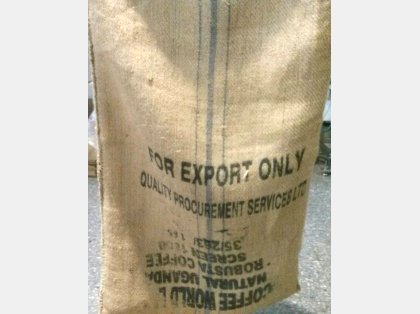 FOR EXPORT ONLY
QUALITY PROCUREMENT SERVICES LTD
COFFEE WORLD
NATURAL UGANDA
ROBUSTA COFFEE
SCREEN